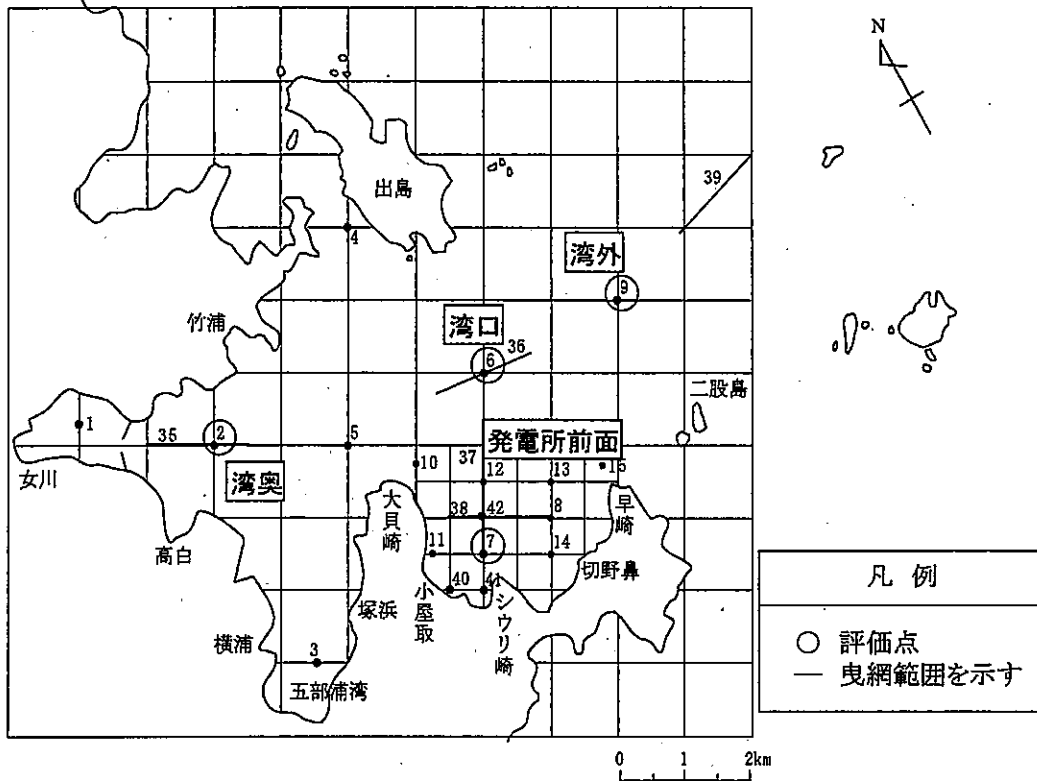 N
出島
39
4
湾外
9
竹浦
湾口
36
6
二股島
1
35
2
5
発電所前面
女川
湾奥
10
37
12
13
15
大貝崎
38
42
8
早崎
高白
11
7
14
切野鼻
40
41
小屋取
シウリ崎
塚浜
横浦
3
五部浦湾
凡例
○ 評価点
― 曳網範囲を示す
0 1 2km